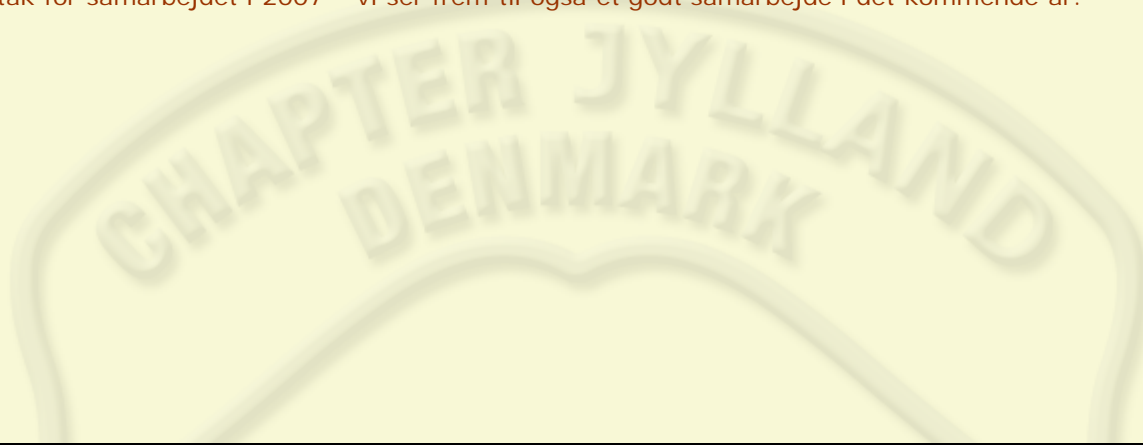 tak for samarbejdet i 2007 – vi ser frem til også et godt samarbejde i det kommende år.
CHAPTER JYLLAND
DENMARK